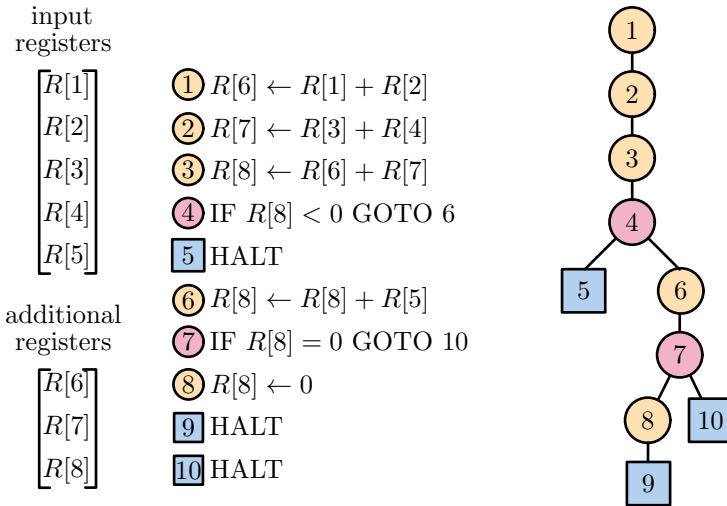 input
registers
R[1]
R[2]
R[3]
R[4]
R[5]
additional
registers
R[6]
R[7]
R[8]
1 R[6] ← R[1] + R[2]
2 R[7] ← R[3] + R[4]
3 R[8] ← R[6] + R[7]
4 IF R[8] < 0 GOTO 6
5 HALT
6 R[8] ← R[8] + R[5]
7 IF R[8] = 0 GOTO 10
8 R[8] ← 0
9 HALT
10 HALT
1
2
3
4
5 6
7
8 10
9